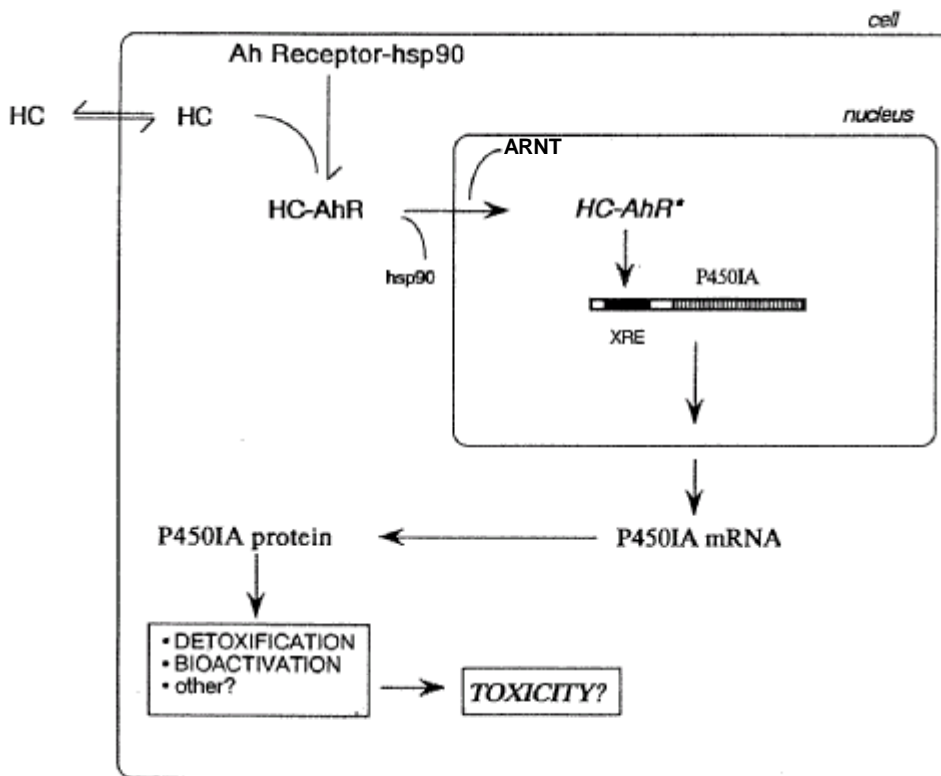 cell
Ah Receptor-hsp90
HC
HC
nucleus
ARNT
HC-AhR
HC-AhR*
hsp90
P450IA
XRE
P450IA protein
P450IA mRNA
• DETOXIFICATION
• BIOACTIVATION
• other?
TOXICITY?